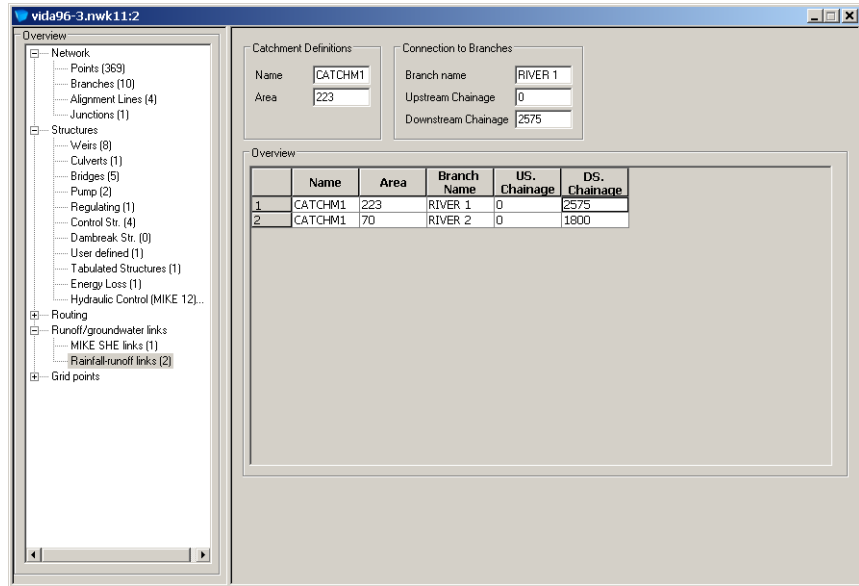 vida96-3.nwk11:2
Overview
Network
Points (369)
Branches (10)
Alignment Lines (4)
Junctions (1)
Structures
Weirs (8)
Culverts (1)
Bridges (5)
Pump (2)
Regulating (1)
Control Str. (4)
Dambreak Str. (0)
User defined (1)
Tabulated Structures (1)
Energy Loss (1)
Hydraulic Control (MIKE 12)...
Routing
Runoff/groundwater links
MIKE SHE links (1)
Rainfall-runoff links (2)
Grid points
Catchment Definitions
Name CATCHM1
Area 223
Connection to Branches
Branch name RIVER 1
Upstream Chainage 0
Downstream Chainage 2575
Overview
Name Area Branch Name US. Chainage DS. Chainage
1 CATCHM1 223 RIVER 1 0 2575
2 CATCHM1 70 RIVER 2 0 1800